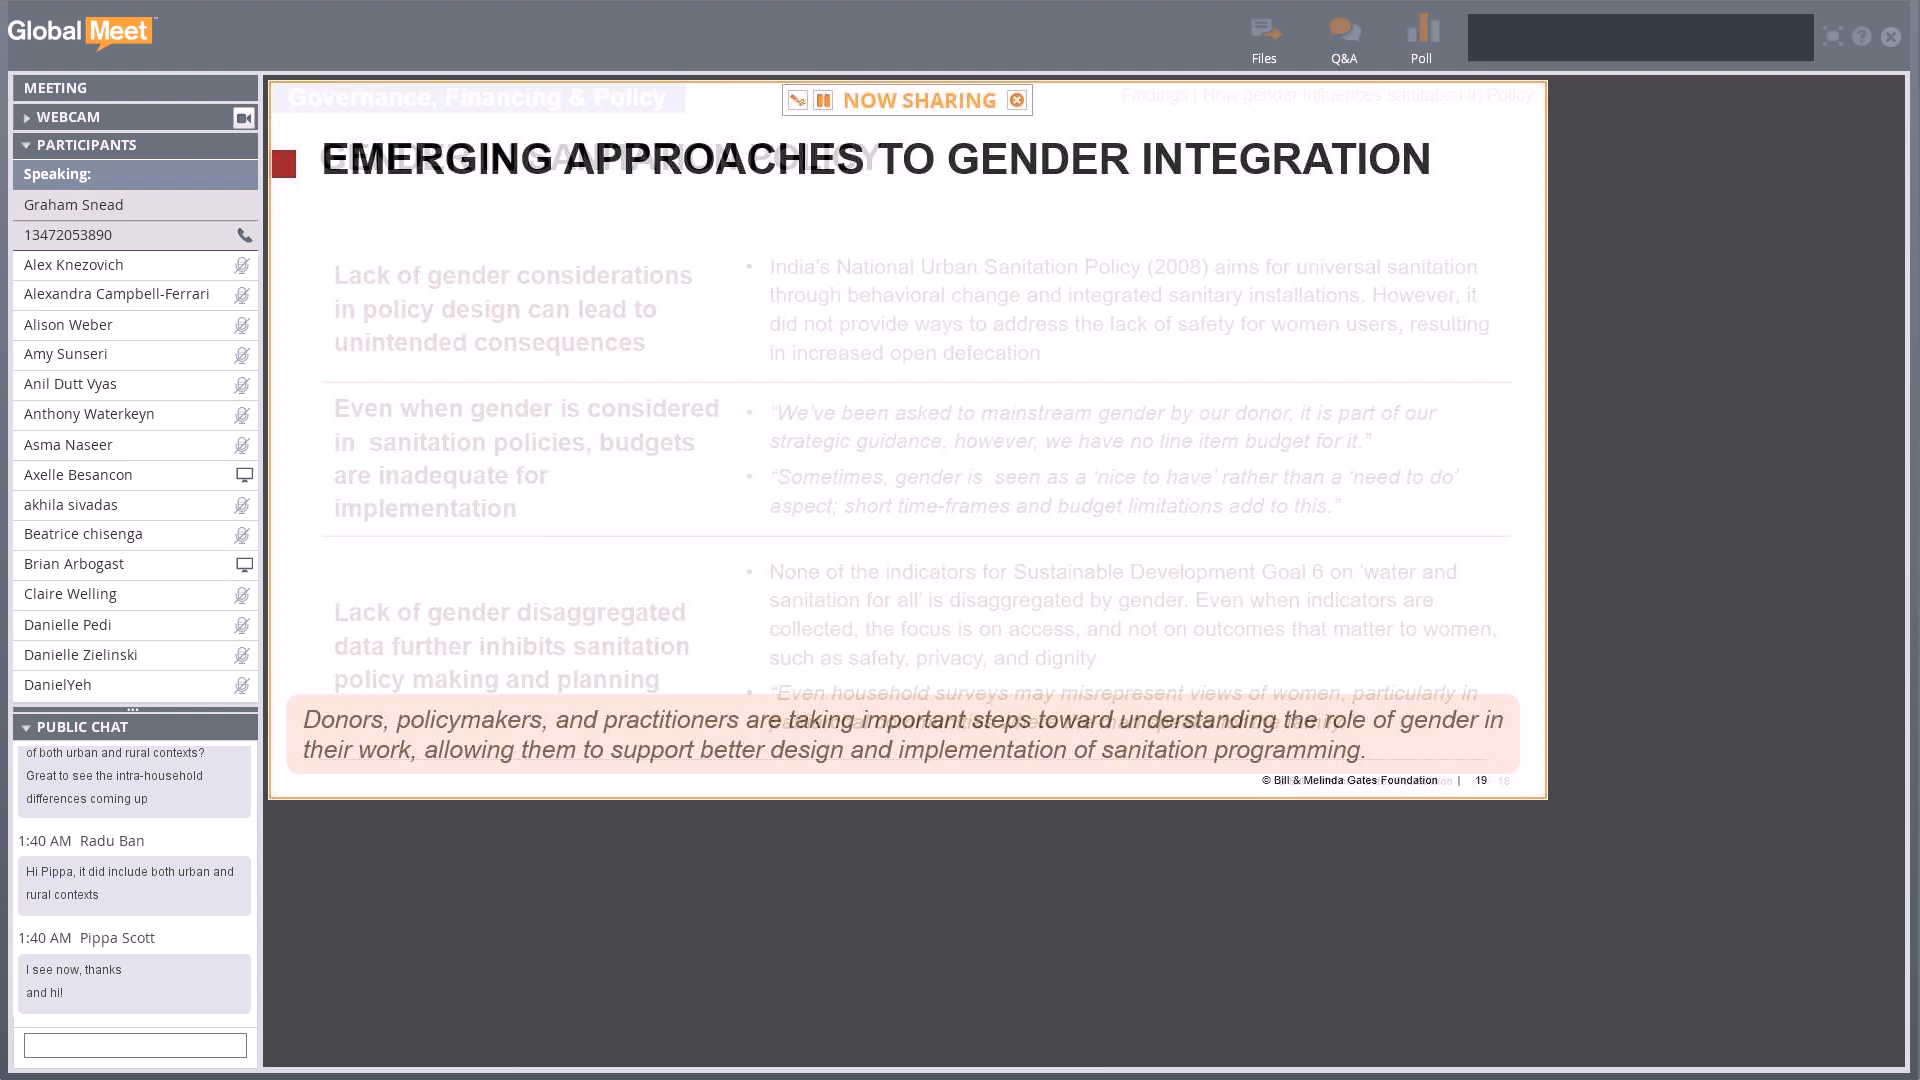 GlobalMeet
Files
Q&A
Poll
MEETING
WEBCAM
PARTICIPANTS
Speaking:
Graham Snead
13472053890
Alex Knezovich
Alexandra Campbell-Ferrari
Alison Weber
Amy Sunseri
Anil Dutt Vyas
Anthony Waterkeyn
Asma Naseer
Axelle Besancon
akhila sivadas
Beatrice chisenga
Brian Arbogast
Claire Welling
Danielle Pedi
Danielle Zielinski
DanielYeh
PUBLIC CHAT
of both urban and rural contexts?
Great to see the intra-household
differences coming up
1:40 AM Radu Ban
Hi Pippa, it did include both urban and
rural contexts
1:40 AM Pippa Scott
I see now, thanks
and hi!
Governance, Financing & Policy
NOW SHARING
Findings | How gender influences sanitation in Policy
EMERGING APPROACHES TO GENDER INTEGRATION
SANITATION POLICY
Lack of gender considerations
in policy design can lead to
unintended consequences
• India's National Urban Sanitation Policy (2008) aims for universal sanitation
through behavioral change and integrated sanitary installations. However, it
did not provide ways to address the lack of safety for women users, resulting
in increased open defecation
Even when gender is considered
in sanitation policies, budgets
are inadequate for
implementation
• “We've been asked to mainstream gender by our donor, it is part of our
strategic guidance, however, we have no line item budget for it.”
• “Sometimes, gender is seen as a ‘nice to have’ rather than a ‘need to do’
aspect; short time-frames and budget limitations add to this.”
Lack of gender disaggregated
data further inhibits sanitation
policy making and planning
• None of the indicators for Sustainable Development Goal 6 on ‘water and
sanitation for all’ is disaggregated by gender. Even when indicators are
collected, the focus is on access, and not on outcomes that matter to women,
such as safety, privacy, and dignity
• “Even household surveys may misrepresent views of women, particularly in
Donors, policymakers, and practitioners are taking important steps toward understanding the role of gender in
their work, allowing them to support better design and implementation of sanitation programming.
© Bill & Melinda Gates Foundation | 19
18